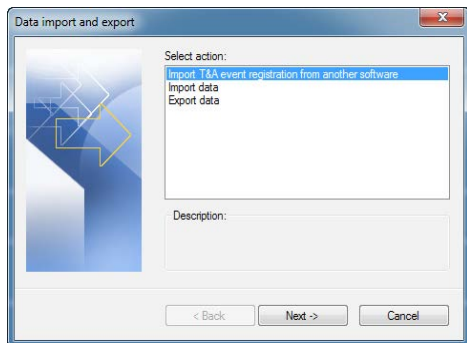 Data import and export
Select action:
Import T&A event registration from another software
Import data
Export data
Description:
< Back
Next ->
Cancel